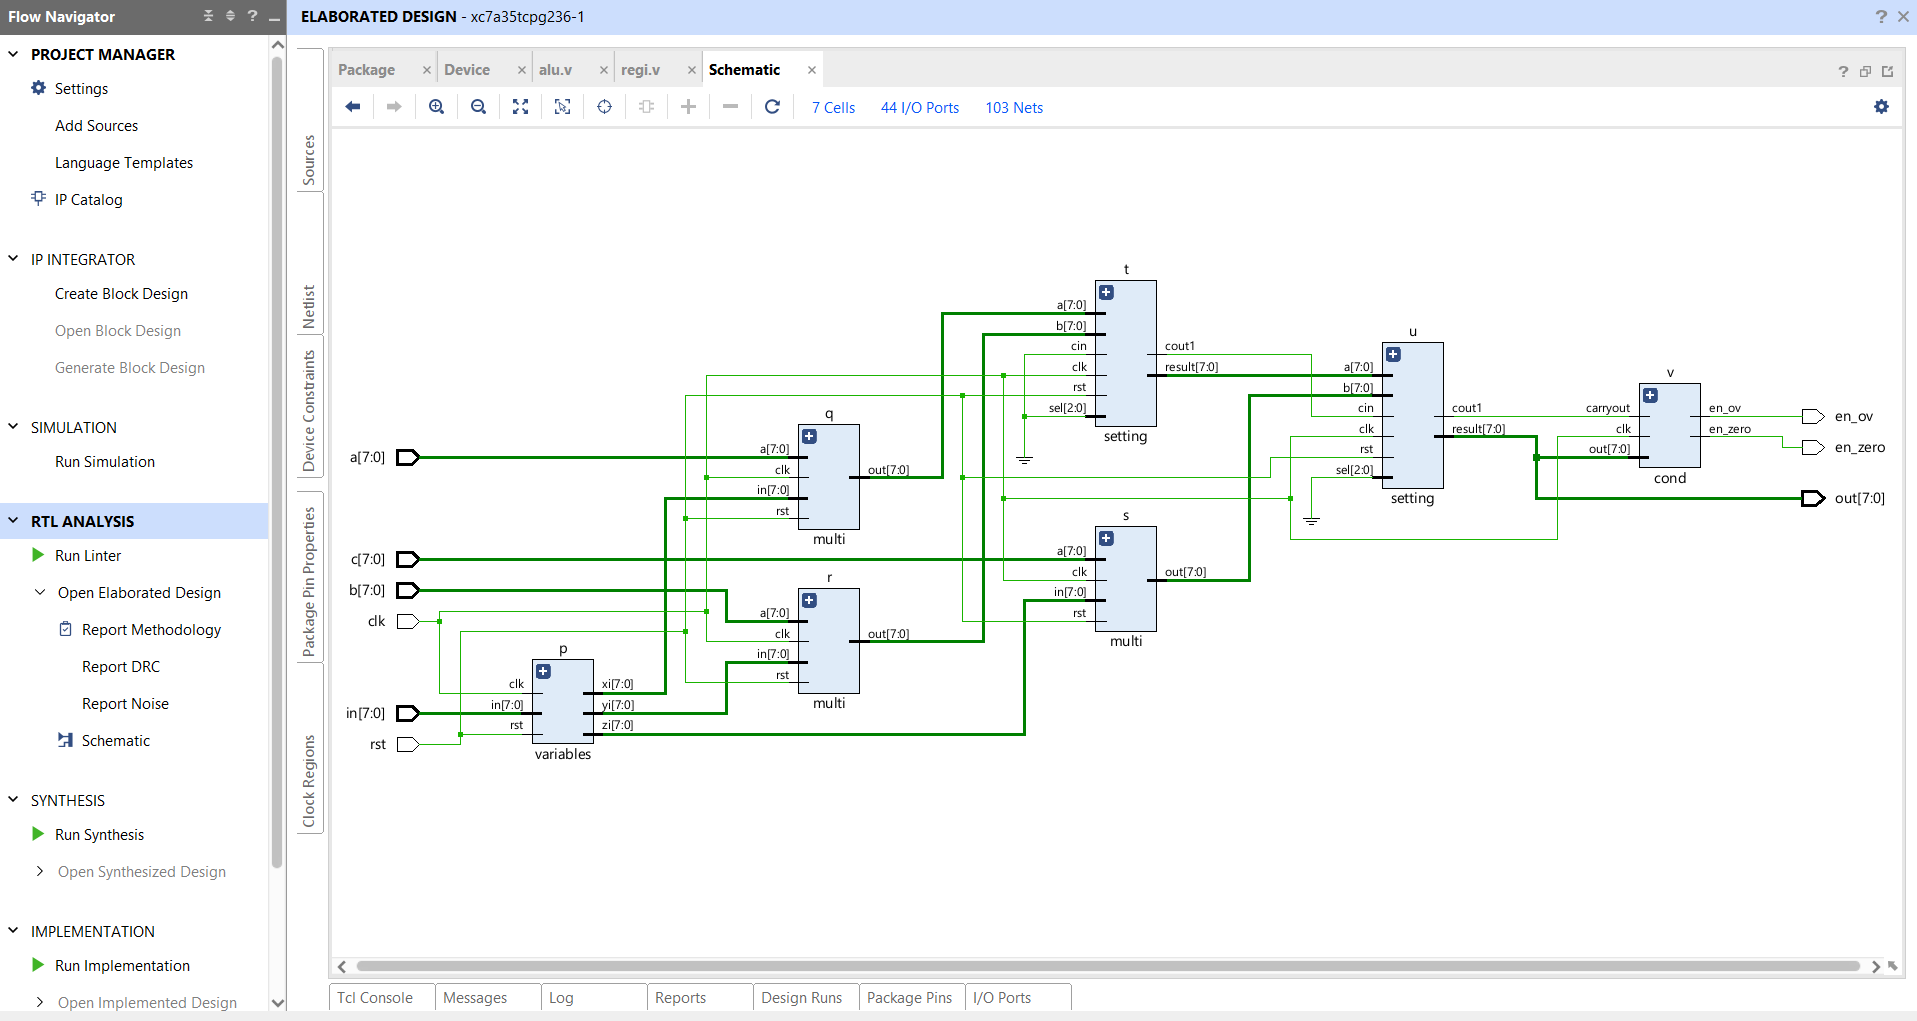 Flow Navigator
ELABORATED DESIGN - xc7a35tcpg236-1
PROJECT MANAGER
Settings
Add Sources
Language Templates
IP Catalog
IP INTEGRATOR
Create Block Design
Open Block Design
Generate Block Design
SIMULATION
Run Simulation
RTL ANALYSIS
Run Linter
Open Elaborated Design
Report Methodology
Report DRC
Report Noise
Schematic
SYNTHESIS
Run Synthesis
Open Synthesized Design
IMPLEMENTATION
Run Implementation
Open Implemented Design
Sources
Netlist
Device Constraints
Package Pin Properties
Clock Regions
Package
Device
alu.v
regi.v
Schematic
7 Cells
44 I/O Ports
103 Nets
a[7:0]
c[7:0]
b[7:0]
clk
in[7:0]
rst
p
clk
in[7:0]
rst
xi[7:0]
yi[7:0]
zi[7:0]
variables
q
a[7:0]
clk
in[7:0]
rst
out[7:0]
multi
r
a[7:0]
clk
in[7:0]
rst
out[7:0]
multi
t
a[7:0]
b[7:0]
cin
clk
rst
sel[2:0]
cout1
result[7:0]
setting
s
a[7:0]
clk
in[7:0]
rst
out[7:0]
multi
u
a[7:0]
b[7:0]
cin
clk
rst
sel[2:0]
cout1
result[7:0]
setting
v
carryout
clk
out[7:0]
en_ov
en_zero
cond
en_ov
en_zero
out[7:0]
Tcl Console
Messages
Log
Reports
Design Runs
Package Pins
I/O Ports